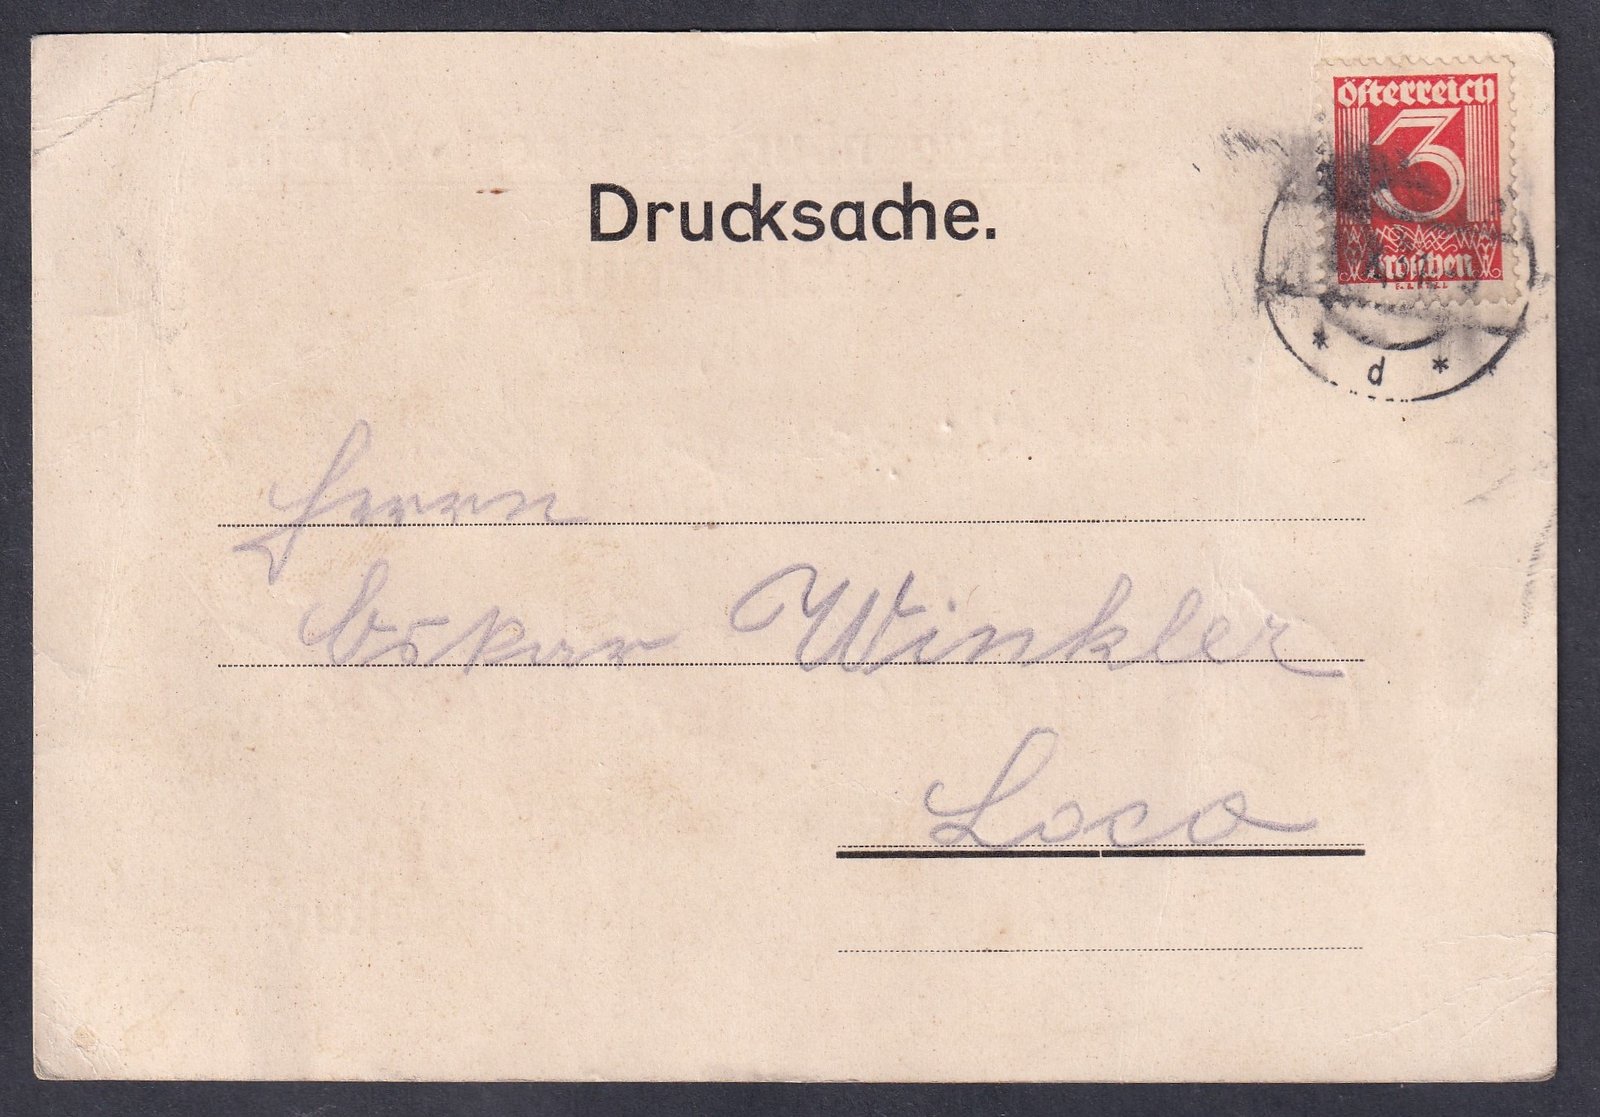 Österreich
3
Groschen
Drucksache.
* d *
Herrn
Oskar Winkler
Loco